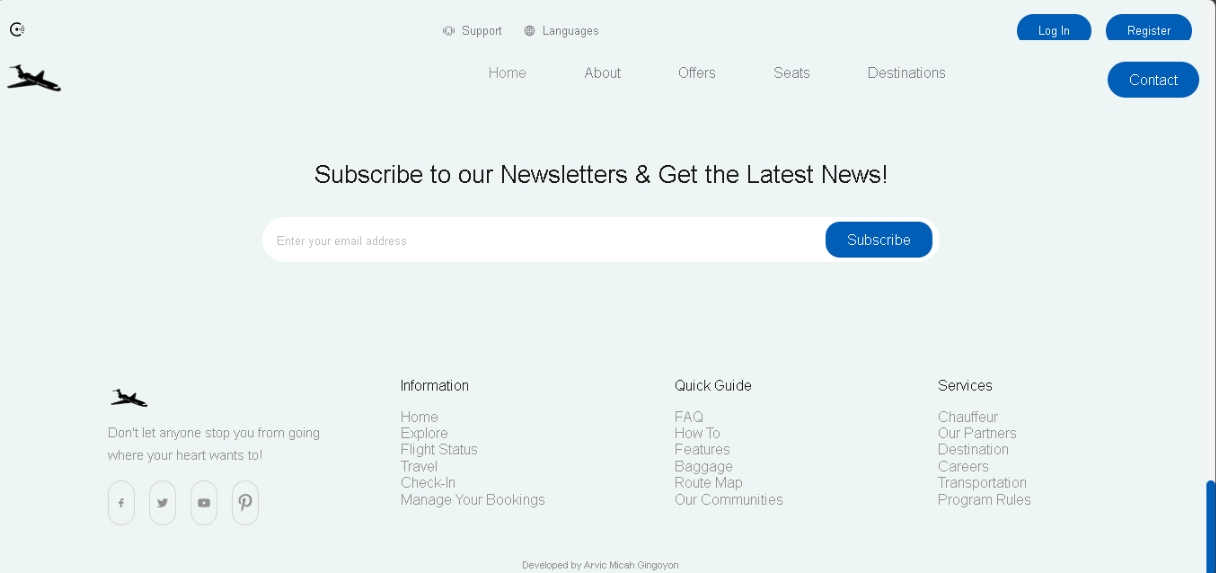 Support Languages Log In Register
Home About Offers Seats Destinations Contact
Subscribe to our Newsletters & Get the Latest News!
Enter your email address Subscribe
Don't let anyone stop you from going
where your heart wants to!
Information
Home
Explore
Flight Status
Travel
Check-In
Manage Your Bookings
Quick Guide
FAQ
How To
Features
Baggage
Route Map
Our Communities
Services
Chauffeur
Our Partners
Destination
Careers
Transportation
Program Rules
Developed by Arvic Micah Gingoyon